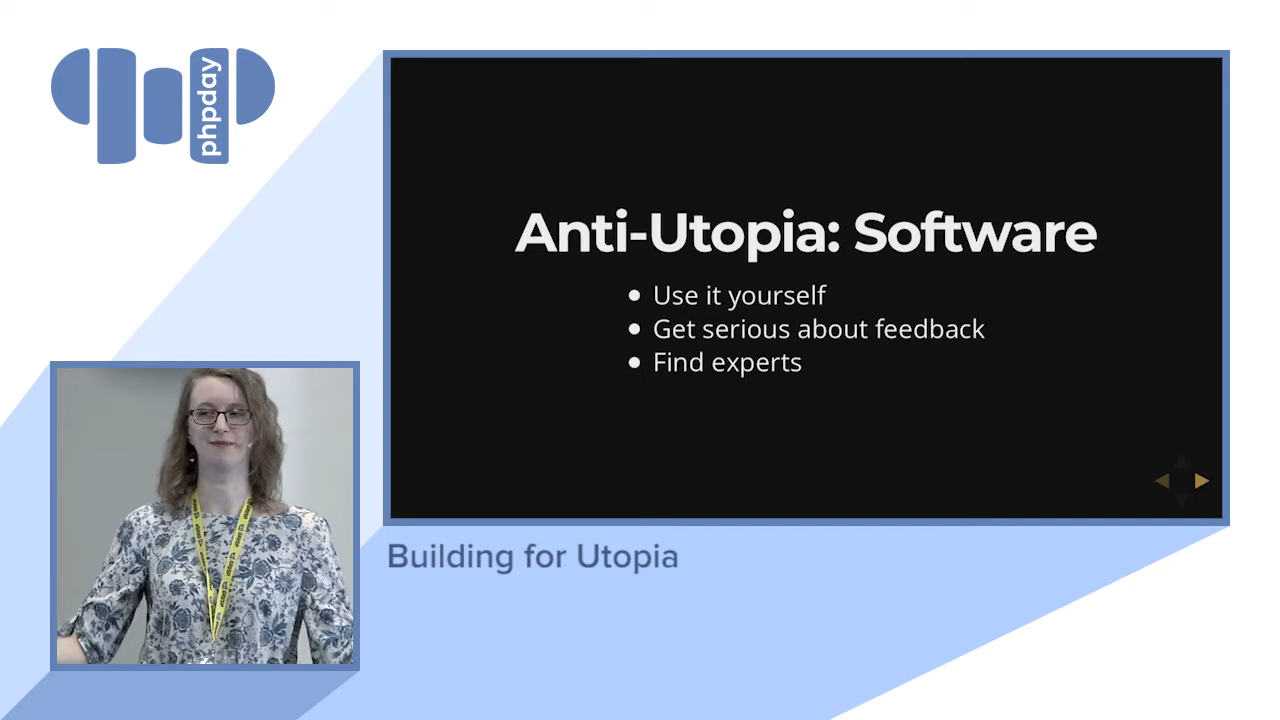 phpday
Anti-Utopia: Software
Use it yourself
Get serious about feedback
Find experts
Building for Utopia